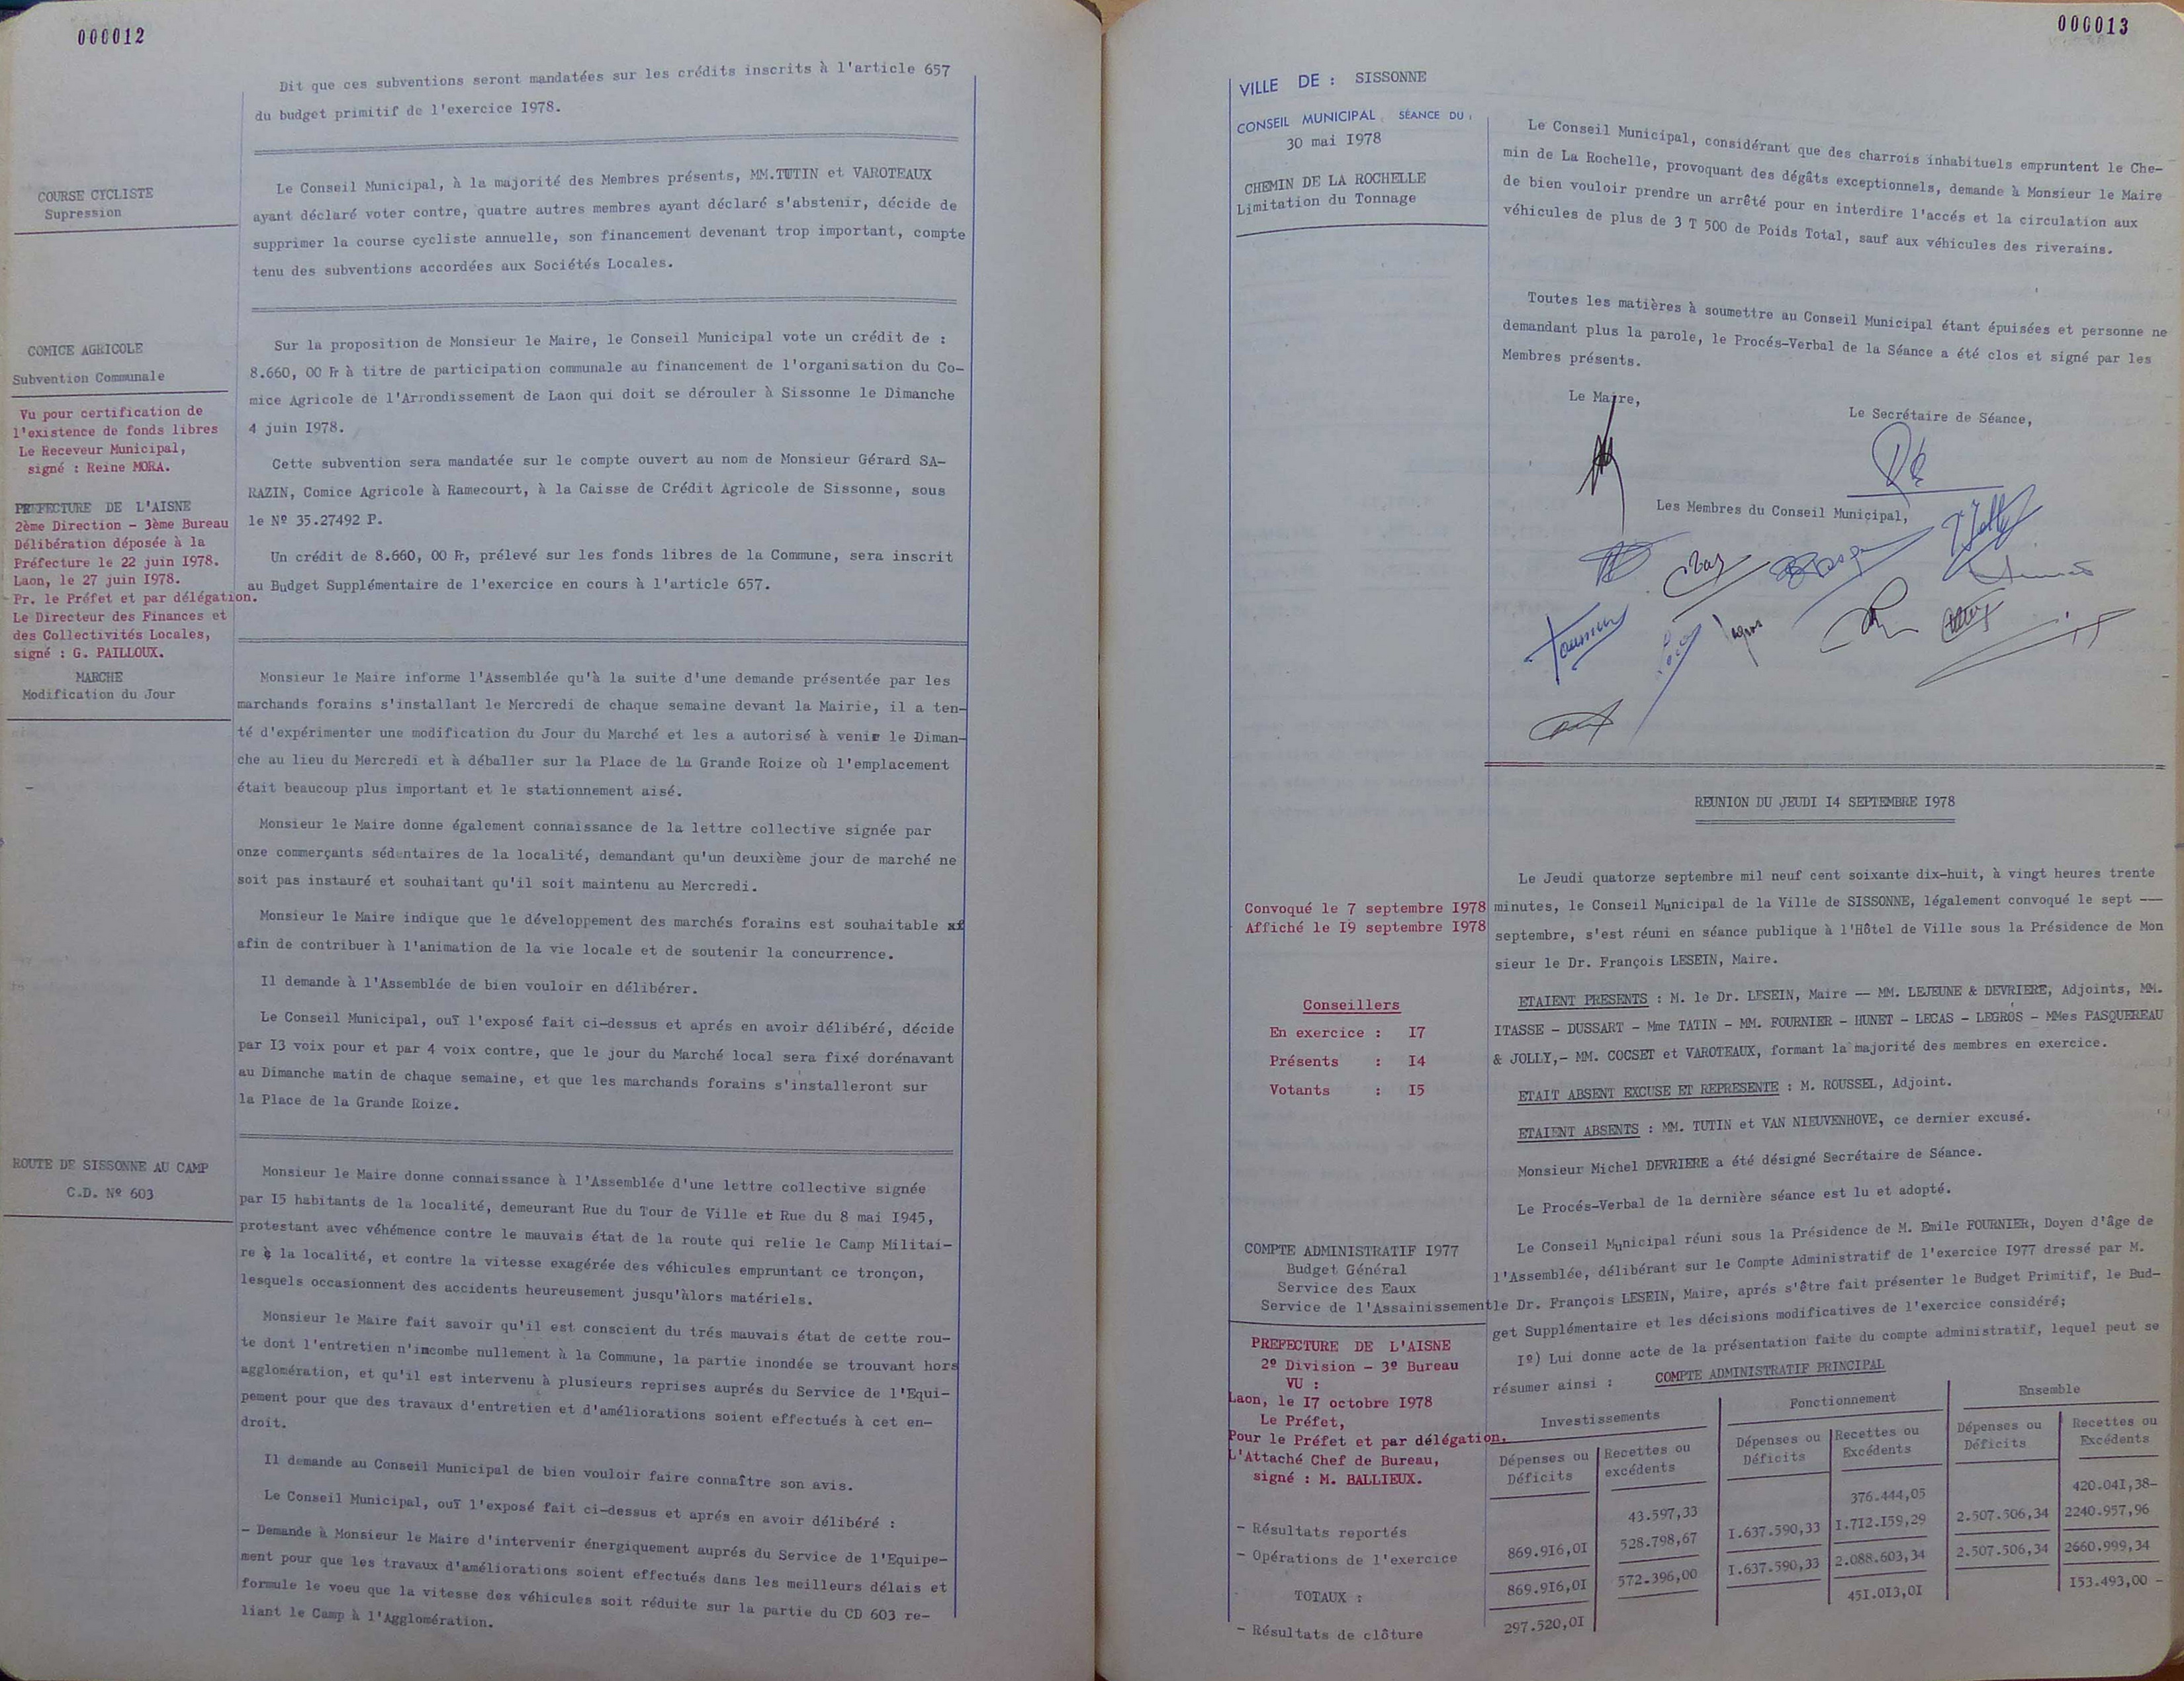 000012
Dit que ces subventions seront mandatées sur les crédits inscrits à l'article 657
du budget primitif de l'exercice I978.
COURSE CYCLISTE
Supression
Le Conseil Municipal, à la majorité des Membres présents, MM.TUTIN et VAROTEAUX
ayant déclaré voter contre, quatre autres membres ayant déclaré s'abstenir, décide de
supprimer la course cycliste annuelle, son financement devenant trop important, compte
tenu des subventions accordées aux Sociétés Locales.
COMICE AGRICOLE
Subvention Communale
Vu pour certification de
l'existence de fonds libres
Le Receveur Municipal,
signé : Reine MORA.
PREFECTURE DE L'AISNE
2ème Direction - 3ème Bureau
Délibération déposée à la
Préfecture le 22 juin I978.
Laon, le 27 juin I978.
Pr. le Préfet et par délégation.
Le Directeur des Finances et
des Collectivités Locales,
signé : G. PAILLOUX.
Sur la proposition de Monsieur le Maire, le Conseil Municipal vote un crédit de :
8.660, 00 Fr à titre de participation communale au financement de l'organisation du Co-
mice Agricole de l'Arrondissement de Laon qui doit se dérouler à Sissonne le Dimanche
4 juin I978.
Cette subvention sera mandatée sur le compte ouvert au nom de Monsieur Gérard SA-
RAZIN, Comice Agricole à Ramecourt, à la Caisse de Crédit Agricole de Sissonne, sous
le Nº 35.27492 P.
Un crédit de 8.660, 00 Fr, prélevé sur les fonds libres de la Commune, sera inscrit
au Budget Supplémentaire de l'exercice en cours à l'article 657.
MARCHE
Modification du Jour
Monsieur le Maire informe l'Assemblée qu'à la suite d'une demande présentée par les
marchands forains s'installant le Mercredi de chaque semaine devant la Mairie, il a ten-
té d'expérimenter une modification du Jour du Marché et les a autorisé à venir le Diman-
che au lieu du Mercredi et à déballer sur la Place de la Grande Roize où l'emplacement
était beaucoup plus important et le stationnement aisé.
Monsieur le Maire donne également connaissance de la lettre collective signée par
onze commerçants sédentaires de la localité, demandant qu'un deuxième jour de marché ne
soit pas instauré et souhaitant qu'il soit maintenu au Mercredi.
Monsieur le Maire indique que le développement des marchés forains est souhaitable xf
afin de contribuer à l'animation de la vie locale et de soutenir la concurrence.
Il demande à l'Assemblée de bien vouloir en délibérer.
Le Conseil Municipal, ouï l'exposé fait ci-dessus et aprés en avoir délibéré, décide
par I3 voix pour et par 4 voix contre, que le jour du Marché local sera fixé dorénavant
au Dimanche matin de chaque semaine, et que les marchands forains s'installeront sur
la Place de la Grande Roize.
ROUTE DE SISSONNE AU CAMP
C.D. Nº 603
Monsieur le Maire donne connaissance à l'Assemblée d'une lettre collective signée
par I5 habitants de la localité, demeurant Rue du Tour de Ville et Rue du 8 mai I945,
protestant avec véhémence contre le mauvais état de la route qui relie le Camp Militai-
re à la localité, et contre la vitesse exagérée des véhicules empruntant ce tronçon,
lesquels occasionnent des accidents heureusement jusqu'àlors matériels.
Monsieur le Maire fait savoir qu'il est conscient du trés mauvais état de cette rou-
te dont l'entretien n'incombe nullement à la Commune, la partie inondée se trouvant hors
agglomération, et qu'il est intervenu à plusieurs reprises auprés du Service de l'Equi-
pement pour que des travaux d'entretien et d'améliorations soient effectués à cet en-
droit.
Il demande au Conseil Municipal de bien vouloir faire connaître son avis.
Le Conseil Municipal, ouï l'exposé fait ci-dessus et aprés en avoir délibéré :
- Demande à Monsieur le Maire d'intervenir énergiquement auprés du Service de l'Equipe-
ment pour que les travaux d'améliorations soient effectués dans les meilleurs délais et
formule le voeu que la vitesse des véhicules soit réduite sur la partie du CD 603 re-
liant le Camp à l'Agglomération.
000013
VILLE DE : SISSONNE
CONSEIL MUNICIPAL, SÉANCE DU :
30 mai I978
CHEMIN DE LA ROCHELLE
Limitation du Tonnage
Le Conseil Municipal, considérant que des charrois inhabituels empruntent le Che-
min de La Rochelle, provoquant des dégâts exceptionnels, demande à Monsieur le Maire
de bien vouloir prendre un arrêté pour en interdire l'accés et la circulation aux
véhicules de plus de 3 T 500 de Poids Total, sauf aux véhicules des riverains.
Toutes les matières à soumettre au Conseil Municipal étant épuisées et personne ne
demandant plus la parole, le Procés-Verbal de la Séance a été clos et signé par les
Membres présents.
Le Maire,
Le Secrétaire de Séance,
Les Membres du Conseil Municipal,
REUNION DU JEUDI I4 SEPTEMBRE I978
Convoqué le 7 septembre I978
Affiché le I9 septembre I978
Le Jeudi quatorze septembre mil neuf cent soixante dix-huit, à vingt heures trente
minutes, le Conseil Municipal de la Ville de SISSONNE, légalement convoqué le sept ---
septembre, s'est réuni en séance publique à l'Hôtel de Ville sous la Présidence de Mon
sieur le Dr. François LESEIN, Maire.
Conseillers
En exercice : I7
Présents : I4
Votants : I5
ETAIENT PRESENTS : M. le Dr. LESEIN, Maire -- MM. LEJEUNE & DEVRIERE, Adjoints, MM.
ITASSE - DUSSART - Mme TATIN - MM. FOURNIER - HUNET - LECAS - LEGROS - MMes PASQUEREAU
& JOLLY,- MM. COCSET et VAROTEAUX, formant la majorité des membres en exercice.
ETAIT ABSENT EXCUSE ET REPRESENTE : M. ROUSSEL, Adjoint.
ETAIENT ABSENTS : MM. TUTIN et VAN NIEUVENHOVE, ce dernier excusé.
Monsieur Michel DEVRIERE a été désigné Secrétaire de Séance.
Le Procés-Verbal de la dernière séance est lu et adopté.
COMPTE ADMINISTRATIF I977
Budget Général
Service des Eaux
Service de l'Assainissement
PREFECTURE DE L'AISNE
2º Division - 3º Bureau
VU :
Laon, le I7 octobre I978
Le Préfet,
Pour le Préfet et par délégation.
L'Attaché Chef de Bureau,
signé : M. BALLIEUX.
Le Conseil Municipal réuni sous la Présidence de M. Emile FOURNIER, Doyen d'âge de
l'Assemblée, délibérant sur le Compte Administratif de l'exercice I977 dressé par M.
le Dr. François LESEIN, Maire, aprés s'être fait présenter le Budget Primitif, le Bud-
get Supplémentaire et les décisions modificatives de l'exercice considéré;
Iº) Lui donne acte de la présentation faite du compte administratif, lequel peut se
résumer ainsi : COMPTE ADMINISTRATIF PRINCIPAL
Investissements Fonctionnement Ensemble
Dépenses ou Recettes ou Dépenses ou Recettes ou Dépenses ou Recettes ou
Déficits excédents Déficits Excédents Déficits Excédents
- Résultats reportés 43.597,33 376.444,05 420.04I,38-
- Opérations de l'exercice 869.9I6,0I 528.798,67 I.637.590,33 I.7I2.I59,29 2.507.506,34 2240.957,96
TOTAUX : 869.9I6,0I 572.396,00 I.637.590,33 2.088.603,34 2.507.506,34 2660.999,34
- Résultats de clôture 297.520,0I 45I.0I3,0I I53.493,00 -